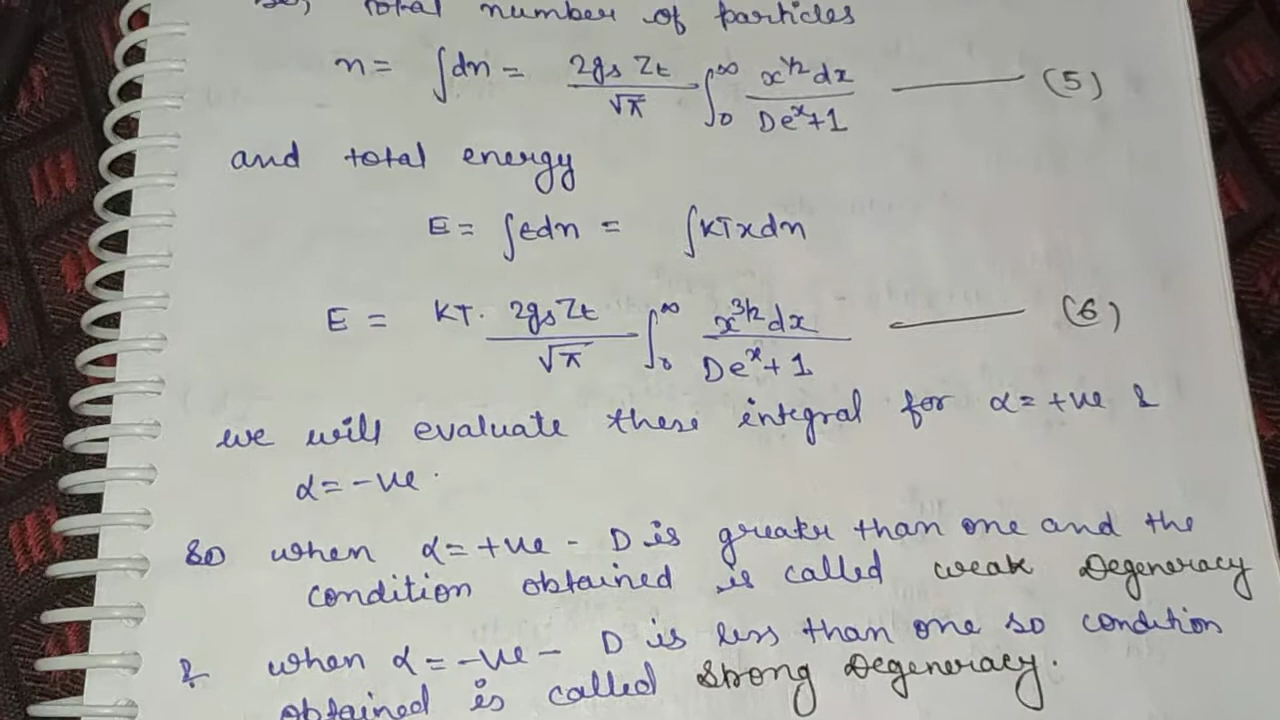 So, total number of particles
n = ∫dn = 2gs Zt/√π ∫₀^∞ x^1/2 dx/(De^x+1) —— (5)
and total energy
E = ∫εdn = ∫KTxdn
E = KT. 2gs Zt/√π ∫₀^∞ x^3/2 dx/(De^x+1) —— (6)
we will evaluate these integral for α = +ve &
α = -ve.
So when α = +ve - D is greater than one and the
condition obtained is called weak Degeneracy
& when α = -ve - D is less than one so condition
obtained is called Strong Degeneracy.